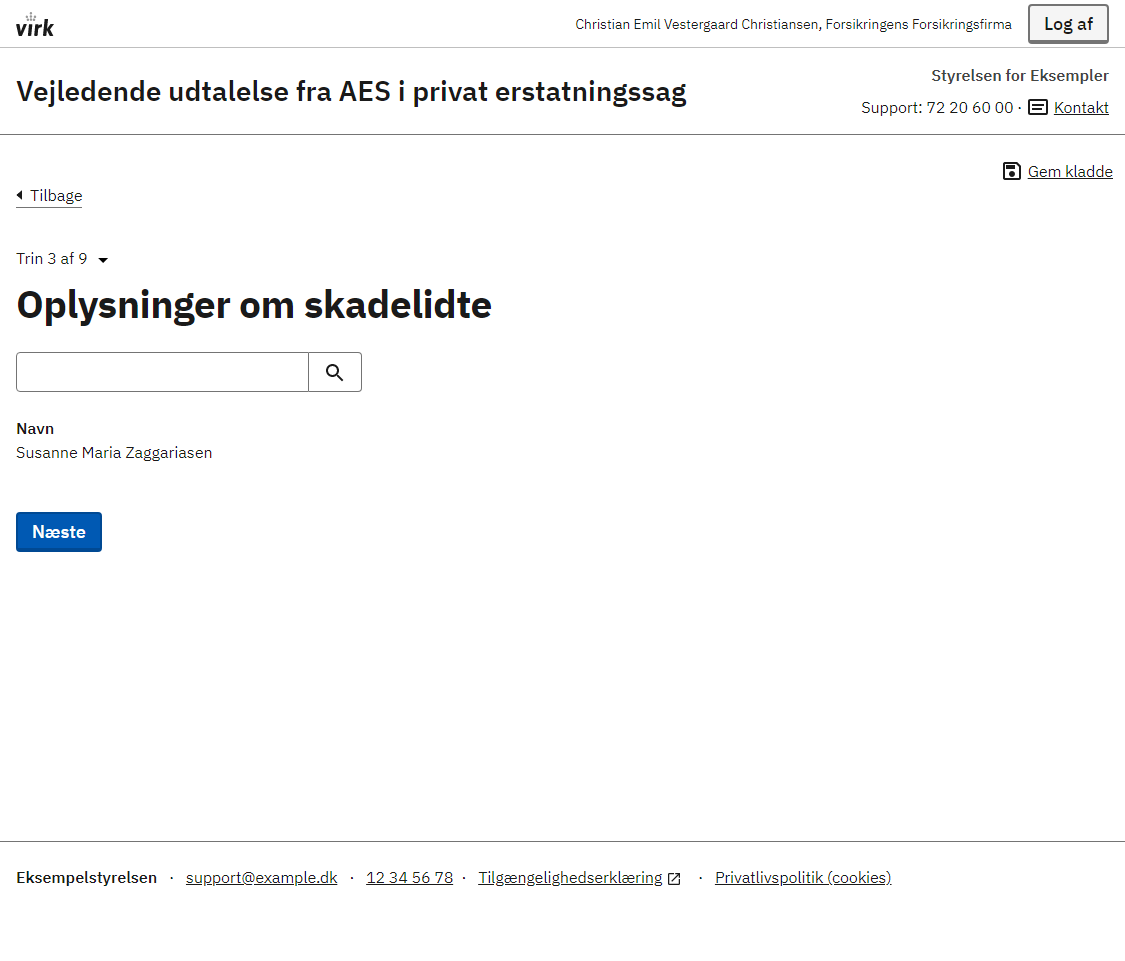 virk
Christian Emil Vestergaard Christiansen, Forsikringens Forsikringsfirma
Log af
Vejledende udtalelse fra AES i privat erstatningssag
Styrelsen for Eksempler
Support: 72 20 60 00 · Kontakt
Gem kladde
Tilbage
Trin 3 af 9
Oplysninger om skadelidte
Navn
Susanne Maria Zaggariasen
Næste
Eksempelstyrelsen · support@example.dk · 12 34 56 78 · Tilgængelighedserklæring · Privatlivspolitik (cookies)